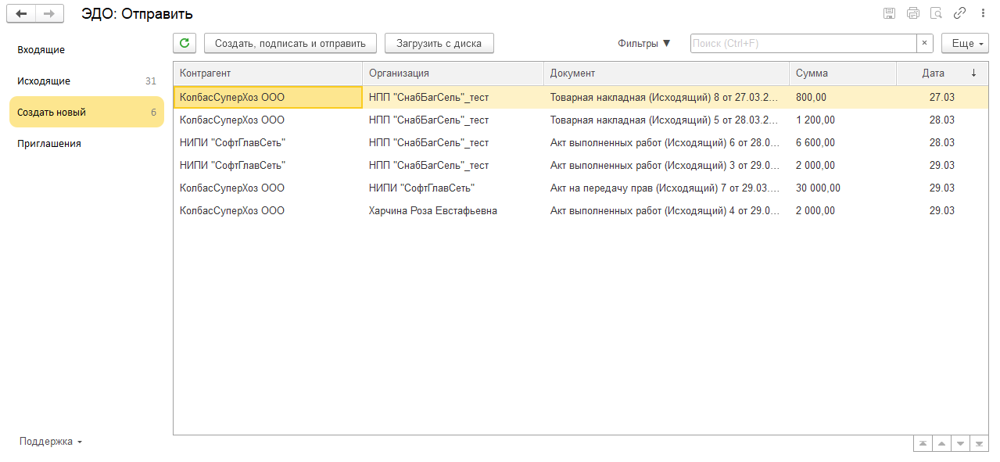 ЭДО: Отправить
Входящие
Исходящие 31
Создать новый 6
Приглашения
Создать, подписать и отправить Загрузить с диска Фильтры ▼ Поиск (Ctrl+F) × Еще
Контрагент Организация Документ Сумма Дата ↓
КолбасСуперХоз ООО НПП "СнабБагСель"_тест Товарная накладная (Исходящий) 8 от 27.03.2... 800,00 27.03
КолбасСуперХоз ООО НПП "СнабБагСель"_тест Товарная накладная (Исходящий) 5 от 28.03.2... 1 200,00 28.03
НИПИ "СофтГлавСеть" НПП "СнабБагСель"_тест Акт выполненных работ (Исходящий) 6 от 28.0... 6 600,00 28.03
НИПИ "СофтГлавСеть" НПП "СнабБагСель"_тест Акт выполненных работ (Исходящий) 3 от 29.0... 2 000,00 29.03
КолбасСуперХоз ООО НИПИ "СофтГлавСеть" Акт на передачу прав (Исходящий) 7 от 29.03.... 30 000,00 29.03
КолбасСуперХоз ООО Харчина Роза Евстафьевна Акт выполненных работ (Исходящий) 4 от 29.0... 2 000,00 29.03
Поддержка